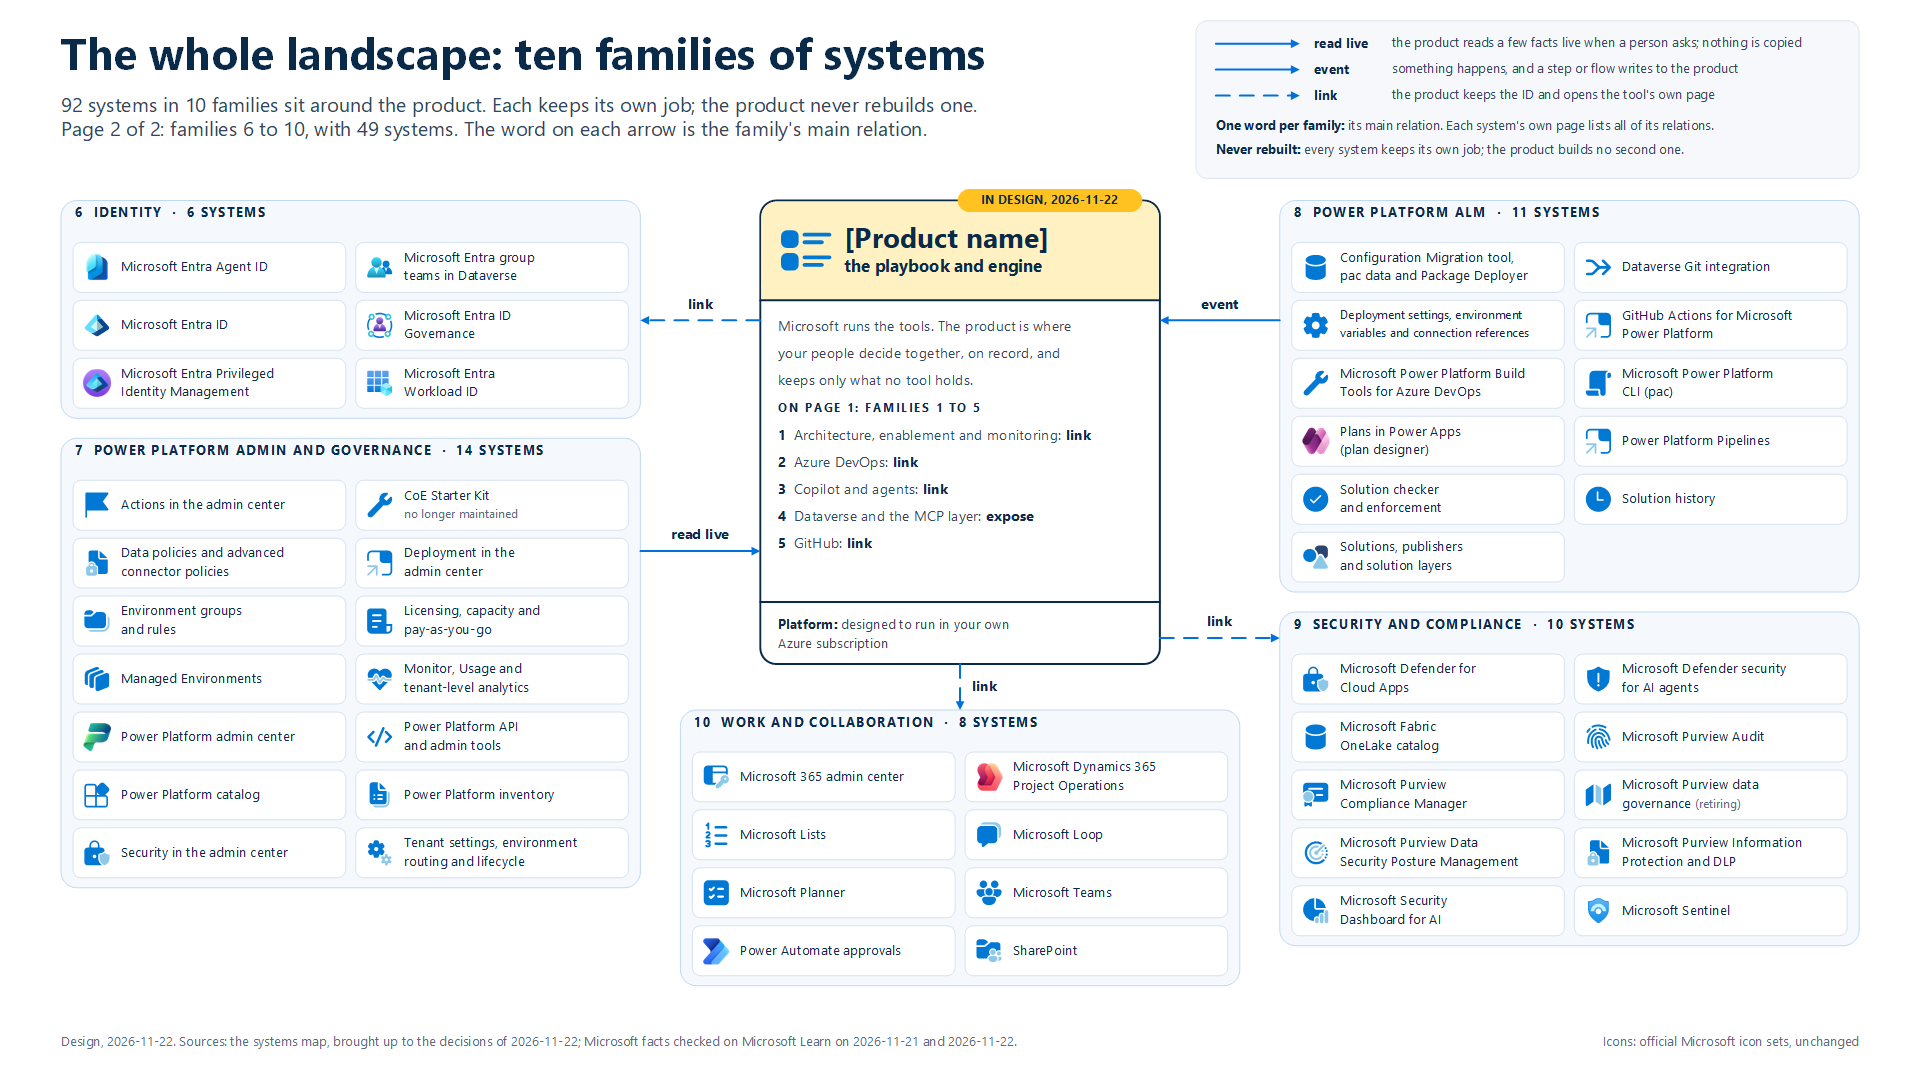 The whole landscape: ten families of systems
92 systems in 10 families sit around the product. Each keeps its own job; the product never rebuilds one.
Page 2 of 2: families 6 to 10, with 49 systems. The word on each arrow is the family's main relation.
read live the product reads a few facts live when a person asks; nothing is copied
event something happens, and a step or flow writes to the product
link the product keeps the ID and opens the tool's own page
One word per family: its main relation. Each system's own page lists all of its relations.
Never rebuilt: every system keeps its own job; the product builds no second one.
6 IDENTITY · 6 SYSTEMS
Microsoft Entra Agent ID
Microsoft Entra group
teams in Dataverse
Microsoft Entra ID
Microsoft Entra ID
Governance
Microsoft Entra Privileged
Identity Management
Microsoft Entra
Workload ID
7 POWER PLATFORM ADMIN AND GOVERNANCE · 14 SYSTEMS
Actions in the admin center
CoE Starter Kit
no longer maintained
Data policies and advanced
connector policies
Deployment in the
admin center
Environment groups
and rules
Licensing, capacity and
pay-as-you-go
Managed Environments
Monitor, Usage and
tenant-level analytics
Power Platform admin center
Power Platform API
and admin tools
Power Platform catalog
Power Platform inventory
Security in the admin center
Tenant settings, environment
routing and lifecycle
link
read live
IN DESIGN, 2026-11-22
[Product name]
the playbook and engine
Microsoft runs the tools. The product is where
your people decide together, on record, and
keeps only what no tool holds.
ON PAGE 1: FAMILIES 1 TO 5
1 Architecture, enablement and monitoring: link
2 Azure DevOps: link
3 Copilot and agents: link
4 Dataverse and the MCP layer: expose
5 GitHub: link
Platform: designed to run in your own
Azure subscription
event
link
link
8 POWER PLATFORM ALM · 11 SYSTEMS
Configuration Migration tool,
pac data and Package Deployer
Dataverse Git integration
Deployment settings, environment
variables and connection references
GitHub Actions for Microsoft
Power Platform
Microsoft Power Platform Build
Tools for Azure DevOps
Microsoft Power Platform
CLI (pac)
Plans in Power Apps
(plan designer)
Power Platform Pipelines
Solution checker
and enforcement
Solution history
Solutions, publishers
and solution layers
9 SECURITY AND COMPLIANCE · 10 SYSTEMS
Microsoft Defender for
Cloud Apps
Microsoft Defender security
for AI agents
Microsoft Fabric
OneLake catalog
Microsoft Purview Audit
Microsoft Purview
Compliance Manager
Microsoft Purview data
governance (retiring)
Microsoft Purview Data
Security Posture Management
Microsoft Purview Information
Protection and DLP
Microsoft Security
Dashboard for AI
Microsoft Sentinel
10 WORK AND COLLABORATION · 8 SYSTEMS
Microsoft 365 admin center
Microsoft Dynamics 365
Project Operations
Microsoft Lists
Microsoft Loop
Microsoft Planner
Microsoft Teams
Power Automate approvals
SharePoint
Design, 2026-11-22. Sources: the systems map, brought up to the decisions of 2026-11-22; Microsoft facts checked on Microsoft Learn on 2026-11-21 and 2026-11-22.
Icons: official Microsoft icon sets, unchanged